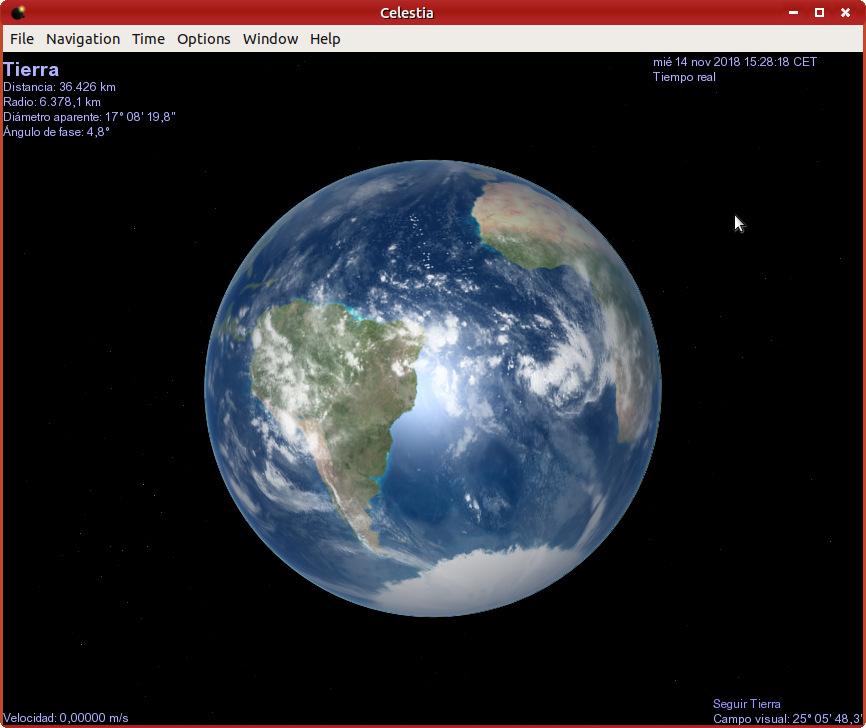 Celestia
File Navigation Time Options Window Help
Tierra
Distancia: 36.426 km
Radio: 6.378,1 km
Diámetro aparente: 17° 08' 19,8"
Ángulo de fase: 4,8°
mié 14 nov 2018 15:28:18 CET
Tiempo real
Velocidad: 0,00000 m/s
Seguir Tierra
Campo visual: 25° 05' 48,3"